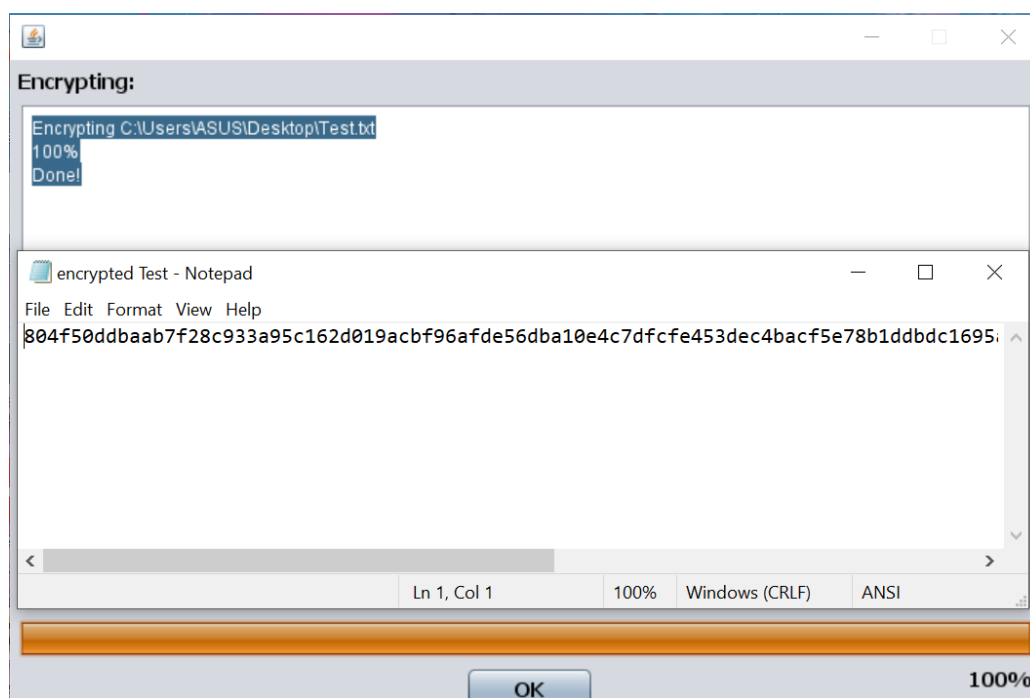 Encrypting:
Encrypting C:\Users\ASUS\Desktop\Test.txt
100%
Done!
encrypted Test - Notepad
File Edit Format View Help
804f50ddbaab7f28c933a95c162d019acbf96afde56dba10e4c7dfcfe453dec4bacf5e78b1ddbdc1695
Ln 1, Col 1 100% Windows (CRLF) ANSI
OK
100%